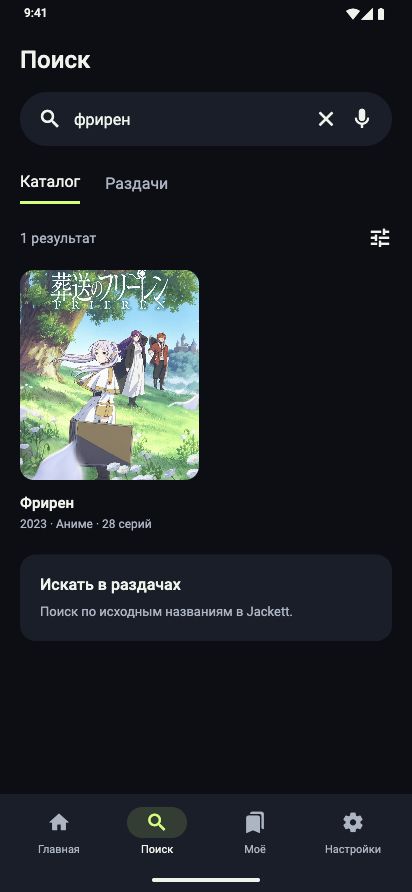 9:41
Поиск
фрирен
Каталог
Раздачи
1 результат
葬送のフリーレン
FRIEREN
Фрирен
2023 · Аниме · 28 серий
Искать в раздачах
Поиск по исходным названиям в Jackett.
Главная
Поиск
Моё
Настройки